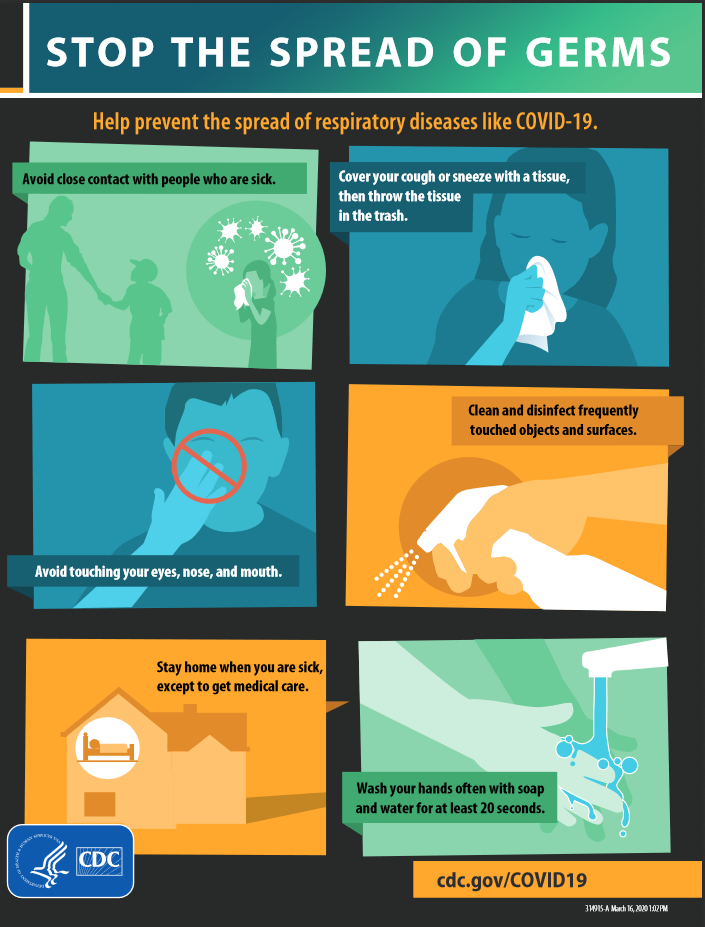 STOP THE SPREAD OF GERMS
Help prevent the spread of respiratory diseases like COVID-19.
Avoid close contact with people who are sick.
Cover your cough or sneeze with a tissue,
then throw the tissue
in the trash.
Avoid touching your eyes, nose, and mouth.
Clean and disinfect frequently
touched objects and surfaces.
Stay home when you are sick,
except to get medical care.
Wash your hands often with soap
and water for at least 20 seconds.
CDC
cdc.gov/COVID19
314915-A March 16, 2020 1:02 PM